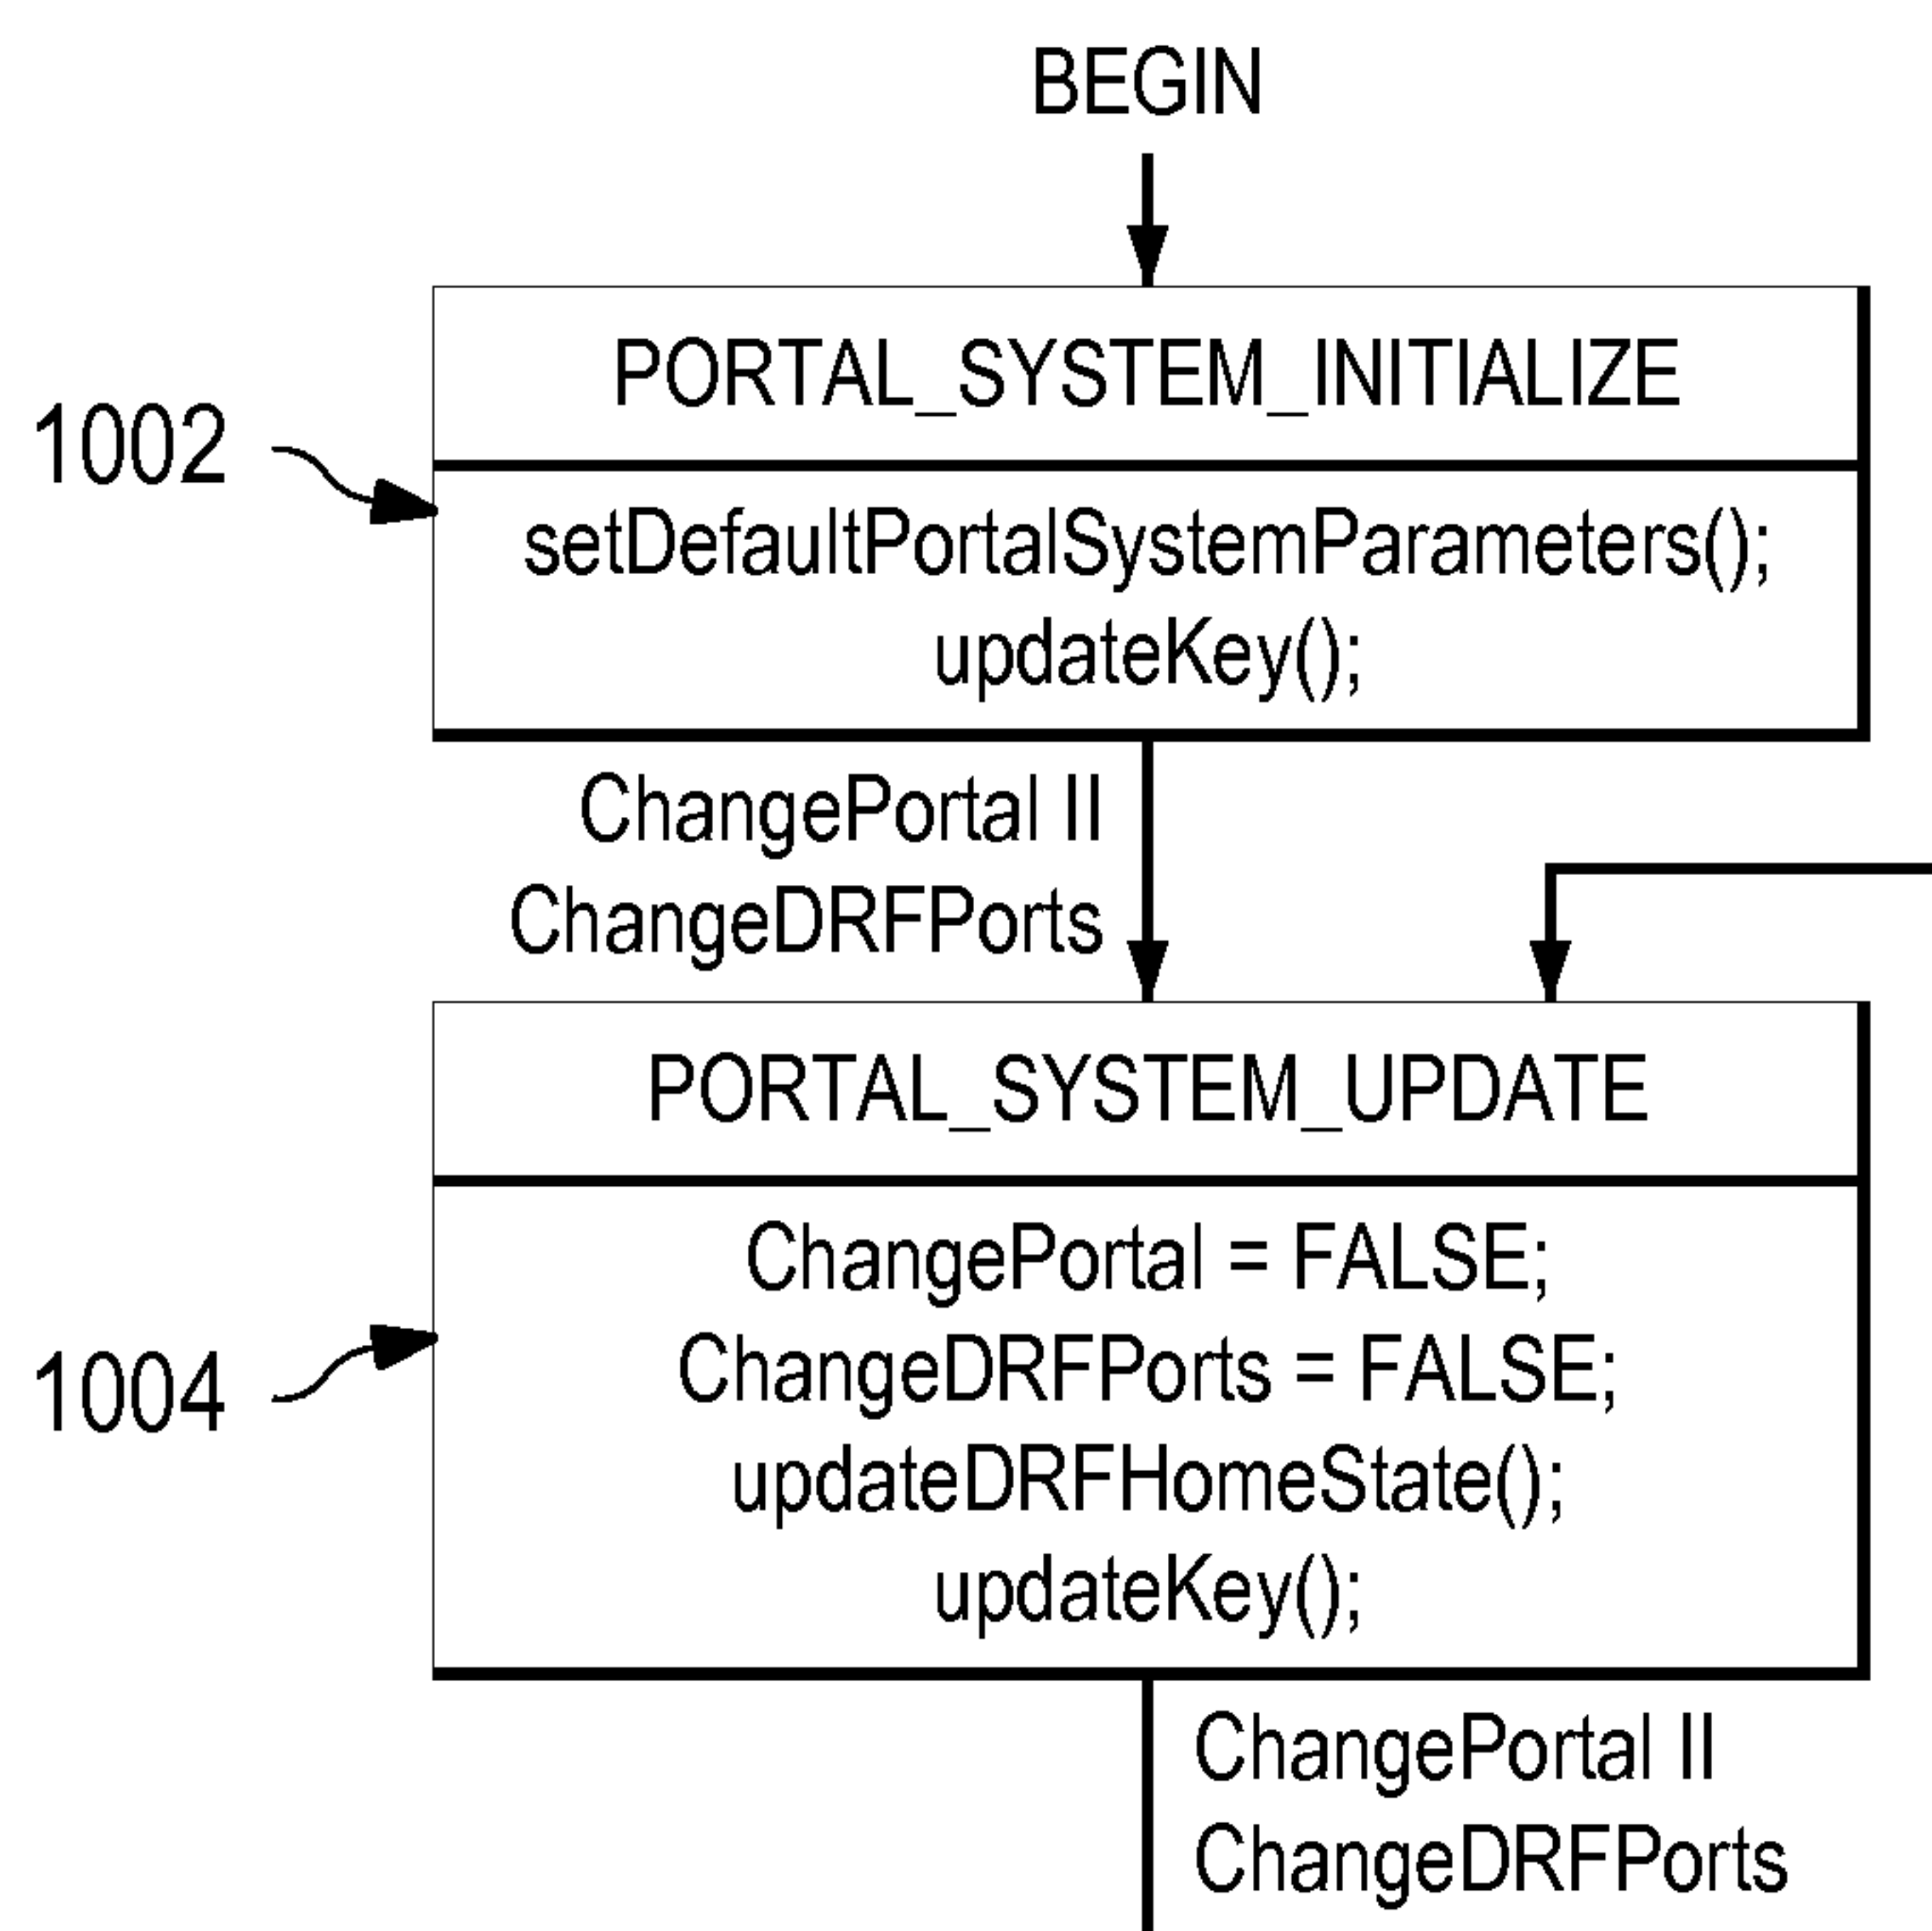 BEGIN
PORTAL_SYSTEM_INITIALIZE
1002
setDefaultPortalSystemParameters();
updateKey();
ChangePortal II
ChangeDRFPorts
PORTAL_SYSTEM_UPDATE
ChangePortal = FALSE;
ChangeDRFPorts = FALSE;
1004
updateDRFHomeState();
updateKey();
ChangePortal II
ChangeDRFPorts